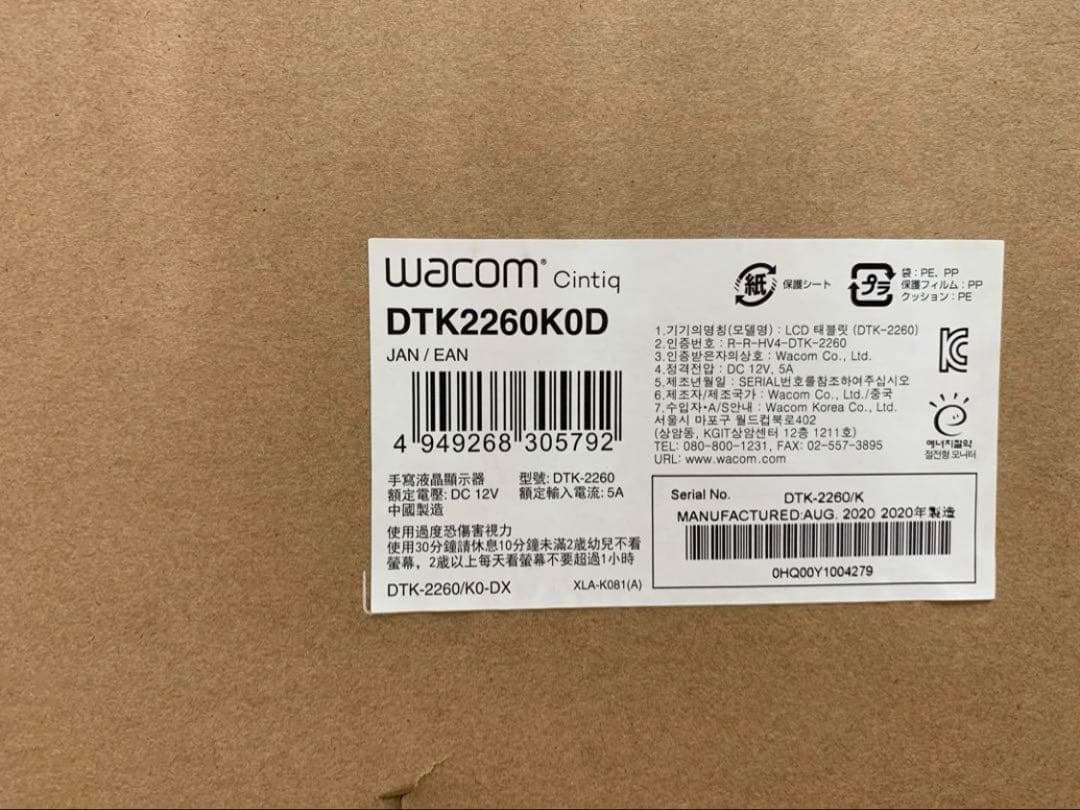 wacom® Cintiq
DTK2260K0D
JAN / EAN
4 949268 305792
手寫液晶顯示器 型號: DTK-2260
額定電壓: DC 12V 額定輸入電流: 5A
中國製造
使用過度恐傷害視力
使用30分鐘請休息10分鐘未滿2歲幼兒不看
螢幕，2歲以上每天看螢幕不要超過1小時
DTK-2260/K0-DX XLA-K081(A)
紙 保護シート
プラ
袋 : PE、PP
保護フィルム : PP
クッション : PE
1.기기의명칭(모델명) : LCD 태블릿 (DTK-2260)
2.인증번호 : R-R-HV4-DTK-2260
3.인증받은자의상호 : Wacom Co., Ltd.
4.정격전압 : DC 12V, 5A
5.제조년월일 : SERIAL번호를참조하여주십시오
6.제조자/제조국가 : Wacom Co., Ltd./중국
7.수입자•A/S안내 : Wacom Korea Co., Ltd.
서울시 마포구 월드컵북로402
(상암동, KGIT상암센터 12층 1211호)
TEL: 080-800-1231, FAX: 02-557-3895
URL: www.wacom.com
에너지절약
절전형 모니터
Serial No. DTK-2260/K
MANUFACTURED:AUG. 2020 2020年製造
0HQ00Y1004279